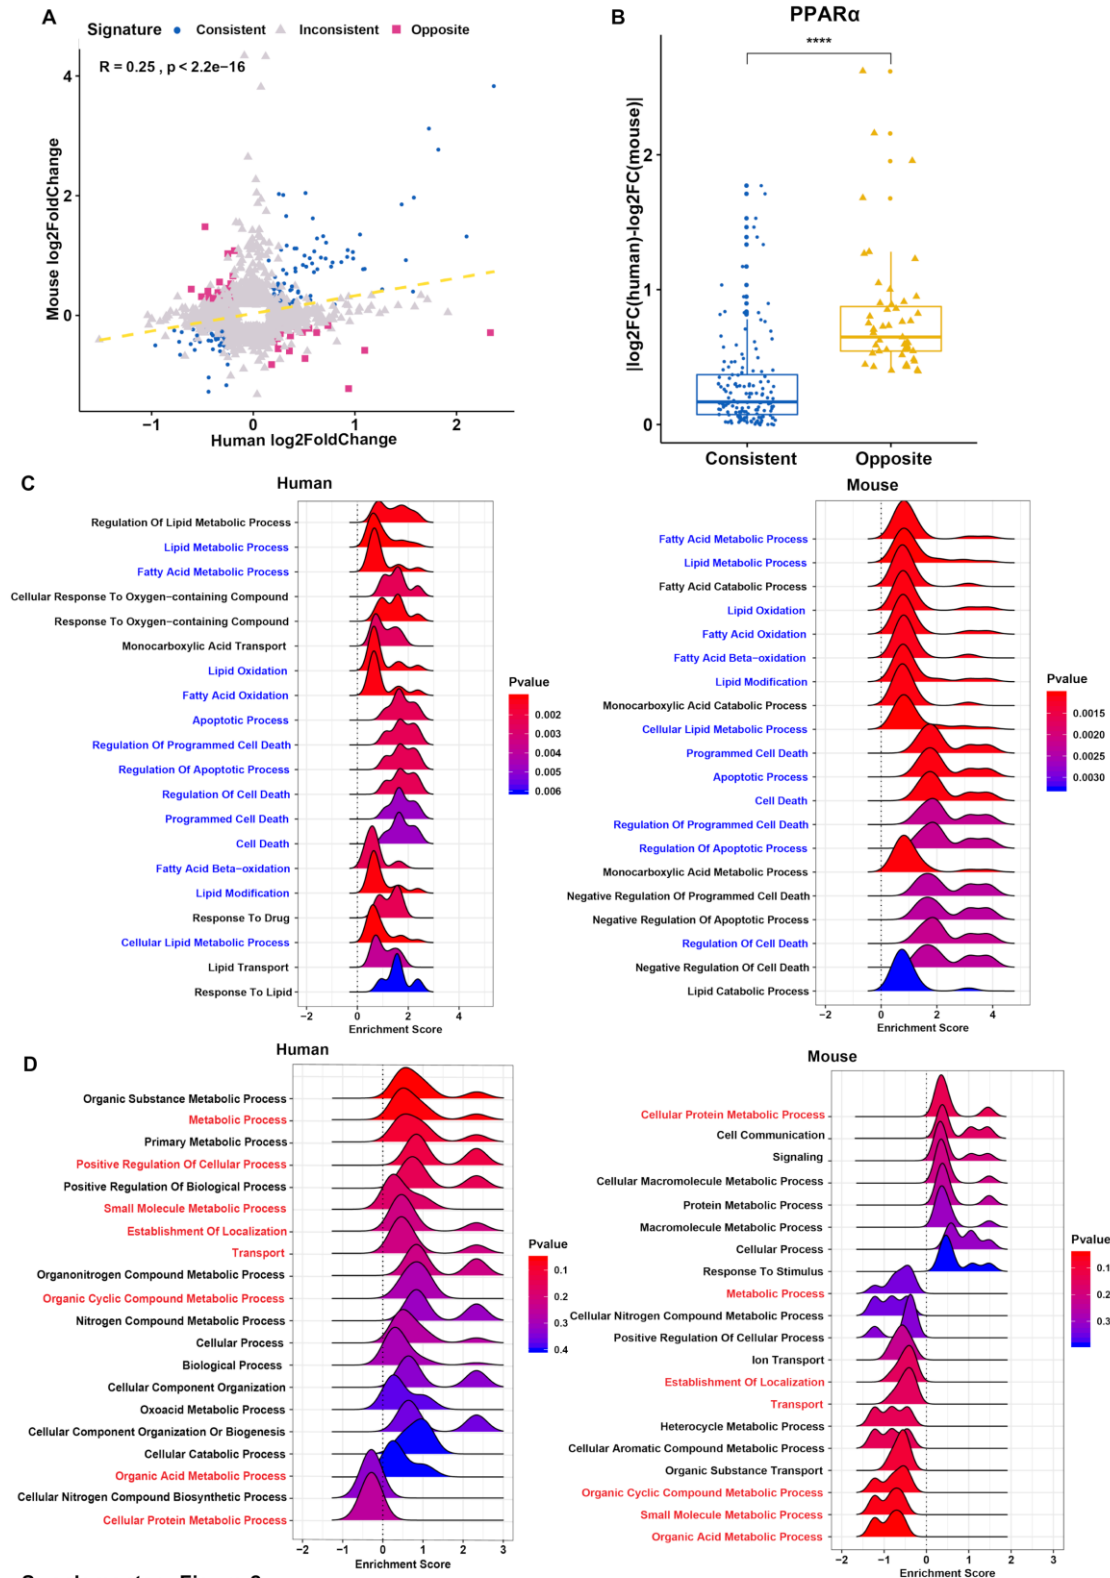 A
Signature Consistent Inconsistent Opposite
R = 0.25 , p < 2.2e−16
Mouse log2FoldChange
4
2
0
−1 0 1 2
Human log2FoldChange
B
PPARα
****
|log2FC(human)-log2FC(mouse)|
2
1
0
Consistent Opposite
C
Human
Regulation Of Lipid Metabolic Process
Lipid Metabolic Process
Fatty Acid Metabolic Process
Cellular Response To Oxygen−containing Compound
Response To Oxygen−containing Compound
Monocarboxylic Acid Transport
Lipid Oxidation
Fatty Acid Oxidation
Apoptotic Process
Regulation Of Programmed Cell Death
Regulation Of Apoptotic Process
Regulation Of Cell Death
Programmed Cell Death
Cell Death
Fatty Acid Beta−oxidation
Lipid Modification
Response To Drug
Cellular Lipid Metabolic Process
Lipid Transport
Response To Lipid
−2 0 2 4
Enrichment Score
Pvalue
0.002
0.003
0.004
0.005
0.006
Mouse
Fatty Acid Metabolic Process
Lipid Metabolic Process
Fatty Acid Catabolic Process
Lipid Oxidation
Fatty Acid Oxidation
Fatty Acid Beta−oxidation
Lipid Modification
Monocarboxylic Acid Catabolic Process
Cellular Lipid Metabolic Process
Programmed Cell Death
Apoptotic Process
Cell Death
Regulation Of Programmed Cell Death
Regulation Of Apoptotic Process
Monocarboxylic Acid Metabolic Process
Negative Regulation Of Programmed Cell Death
Negative Regulation Of Apoptotic Process
Regulation Of Cell Death
Negative Regulation Of Cell Death
Lipid Catabolic Process
−2 0 2 4
Enrichment Score
Pvalue
0.0015
0.0020
0.0025
0.0030
D
Human
Organic Substance Metabolic Process
Metabolic Process
Primary Metabolic Process
Positive Regulation Of Cellular Process
Positive Regulation Of Biological Process
Small Molecule Metabolic Process
Establishment Of Localization
Transport
Organonitrogen Compound Metabolic Process
Organic Cyclic Compound Metabolic Process
Nitrogen Compound Metabolic Process
Cellular Process
Biological Process
Cellular Component Organization
Oxoacid Metabolic Process
Cellular Component Organization Or Biogenesis
Cellular Catabolic Process
Organic Acid Metabolic Process
Cellular Nitrogen Compound Biosynthetic Process
Cellular Protein Metabolic Process
−2 −1 0 1 2 3
Enrichment Score
Pvalue
0.1
0.2
0.3
0.4
Mouse
Cellular Protein Metabolic Process
Cell Communication
Signaling
Cellular Macromolecule Metabolic Process
Protein Metabolic Process
Macromolecule Metabolic Process
Cellular Process
Response To Stimulus
Metabolic Process
Cellular Nitrogen Compound Metabolic Process
Positive Regulation Of Cellular Process
Ion Transport
Establishment Of Localization
Transport
Heterocycle Metabolic Process
Cellular Aromatic Compound Metabolic Process
Organic Substance Transport
Organic Cyclic Compound Metabolic Process
Small Molecule Metabolic Process
Organic Acid Metabolic Process
−2 −1 0 1 2 3
Enrichment Score
Pvalue
0.1
0.2
0.3